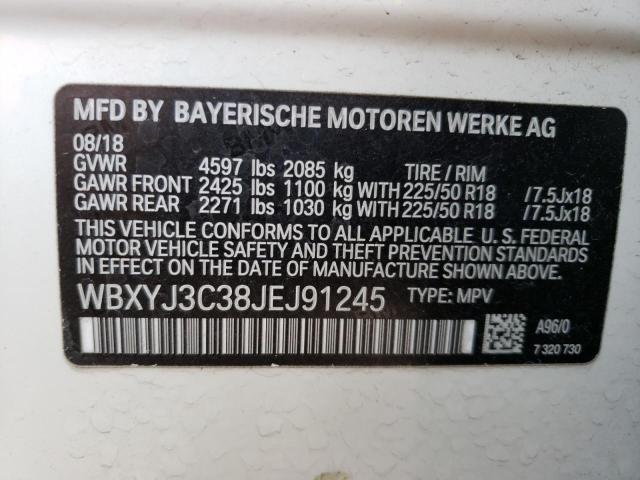 MFD BY BAYERISCHE MOTOREN WERKE AG
08/18
GVWR 4597 lbs 2085 kg TIRE / RIM
GAWR FRONT 2425 lbs 1100 kg WITH 225/50 R18 /7.5Jx18
GAWR REAR 2271 lbs 1030 kg WITH 225/50 R18 /7.5Jx18
THIS VEHICLE CONFORMS TO ALL APPLICABLE U. S. FEDERAL
MOTOR VEHICLE SAFETY AND THEFT PREVENTION STANDARDS
IN EFFECT ON THE DATE OF MANUFACTURE SHOWN ABOVE.
WBXYJ3C38JEJ91245 TYPE: MPV
A96/0
7 320 730